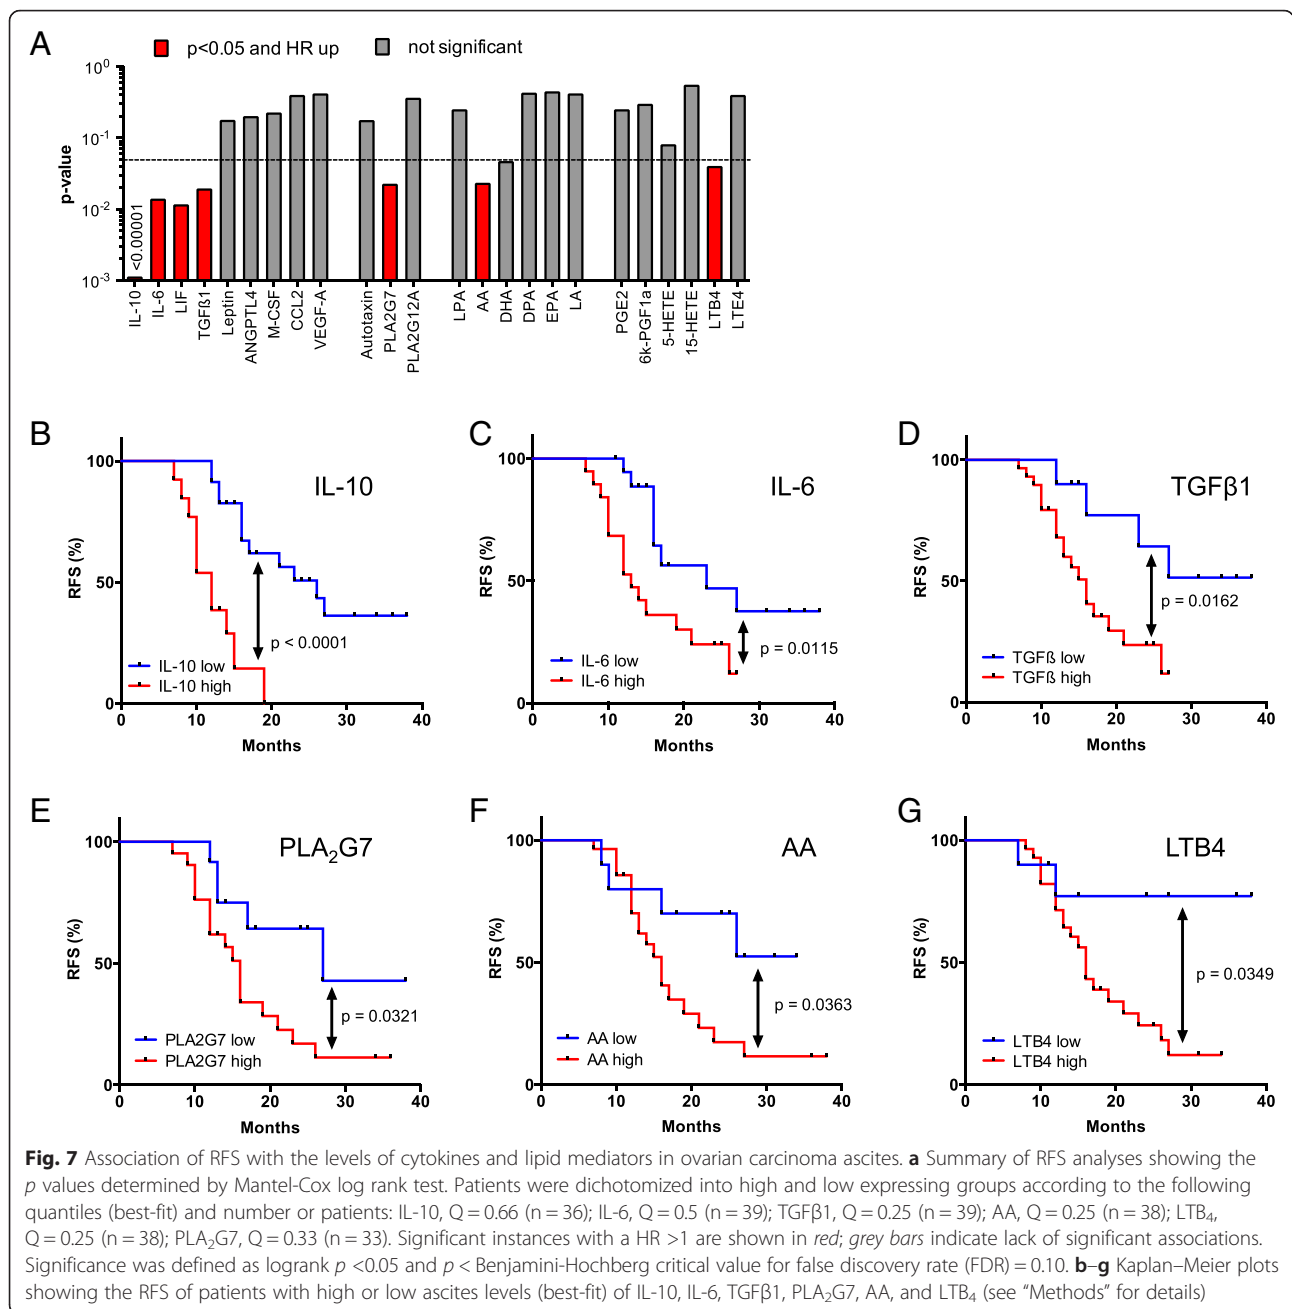 A
p<0.05 and HR up
not significant
10⁰
10⁻¹
10⁻²
10⁻³
p-value
<0.00001
IL-10
IL-6
LIF
TGFß1
Leptin
ANGPTL4
M-CSF
CCL2
VEGF-A
Autotaxin
PLA2G7
PLA2G12A
LPA
AA
DHA
DPA
EPA
LA
PGE2
6k-PGF1a
5-HETE
15-HETE
LTB4
LTE4
B
IL-10
100
50
0
RFS (%)
p < 0.0001
IL-10 low
IL-10 high
0 10 20 30 40
Months
C
IL-6
100
50
0
RFS (%)
p = 0.0115
IL-6 low
IL-6 high
0 10 20 30 40
Months
D
TGFβ1
100
50
0
RFS (%)
p = 0.0162
TGFß low
TGFß high
0 10 20 30 40
Months
E
PLA₂G7
100
50
0
RFS (%)
p = 0.0321
PLA2G7 low
PLA2G7 high
0 10 20 30 40
Months
F
AA
100
50
0
RFS (%)
p = 0.0363
AA low
AA high
0 10 20 30 40
Months
G
LTB4
100
50
0
RFS (%)
p = 0.0349
LTB4 low
LTB4 high
0 10 20 30 40
Months
Fig. 7 Association of RFS with the levels of cytokines and lipid mediators in ovarian carcinoma ascites. a Summary of RFS analyses showing the
p values determined by Mantel-Cox log rank test. Patients were dichotomized into high and low expressing groups according to the following
quantiles (best-fit) and number or patients: IL-10, Q = 0.66 (n = 36); IL-6, Q = 0.5 (n = 39); TGFβ1, Q = 0.25 (n = 39); AA, Q = 0.25 (n = 38); LTB₄,
Q = 0.25 (n = 38); PLA₂G7, Q = 0.33 (n = 33). Significant instances with a HR >1 are shown in red; grey bars indicate lack of significant associations.
Significance was defined as logrank p <0.05 and p < Benjamini-Hochberg critical value for false discovery rate (FDR) = 0.10. b–g Kaplan–Meier plots
showing the RFS of patients with high or low ascites levels (best-fit) of IL-10, IL-6, TGFβ1, PLA₂G7, AA, and LTB₄ (see “Methods” for details)